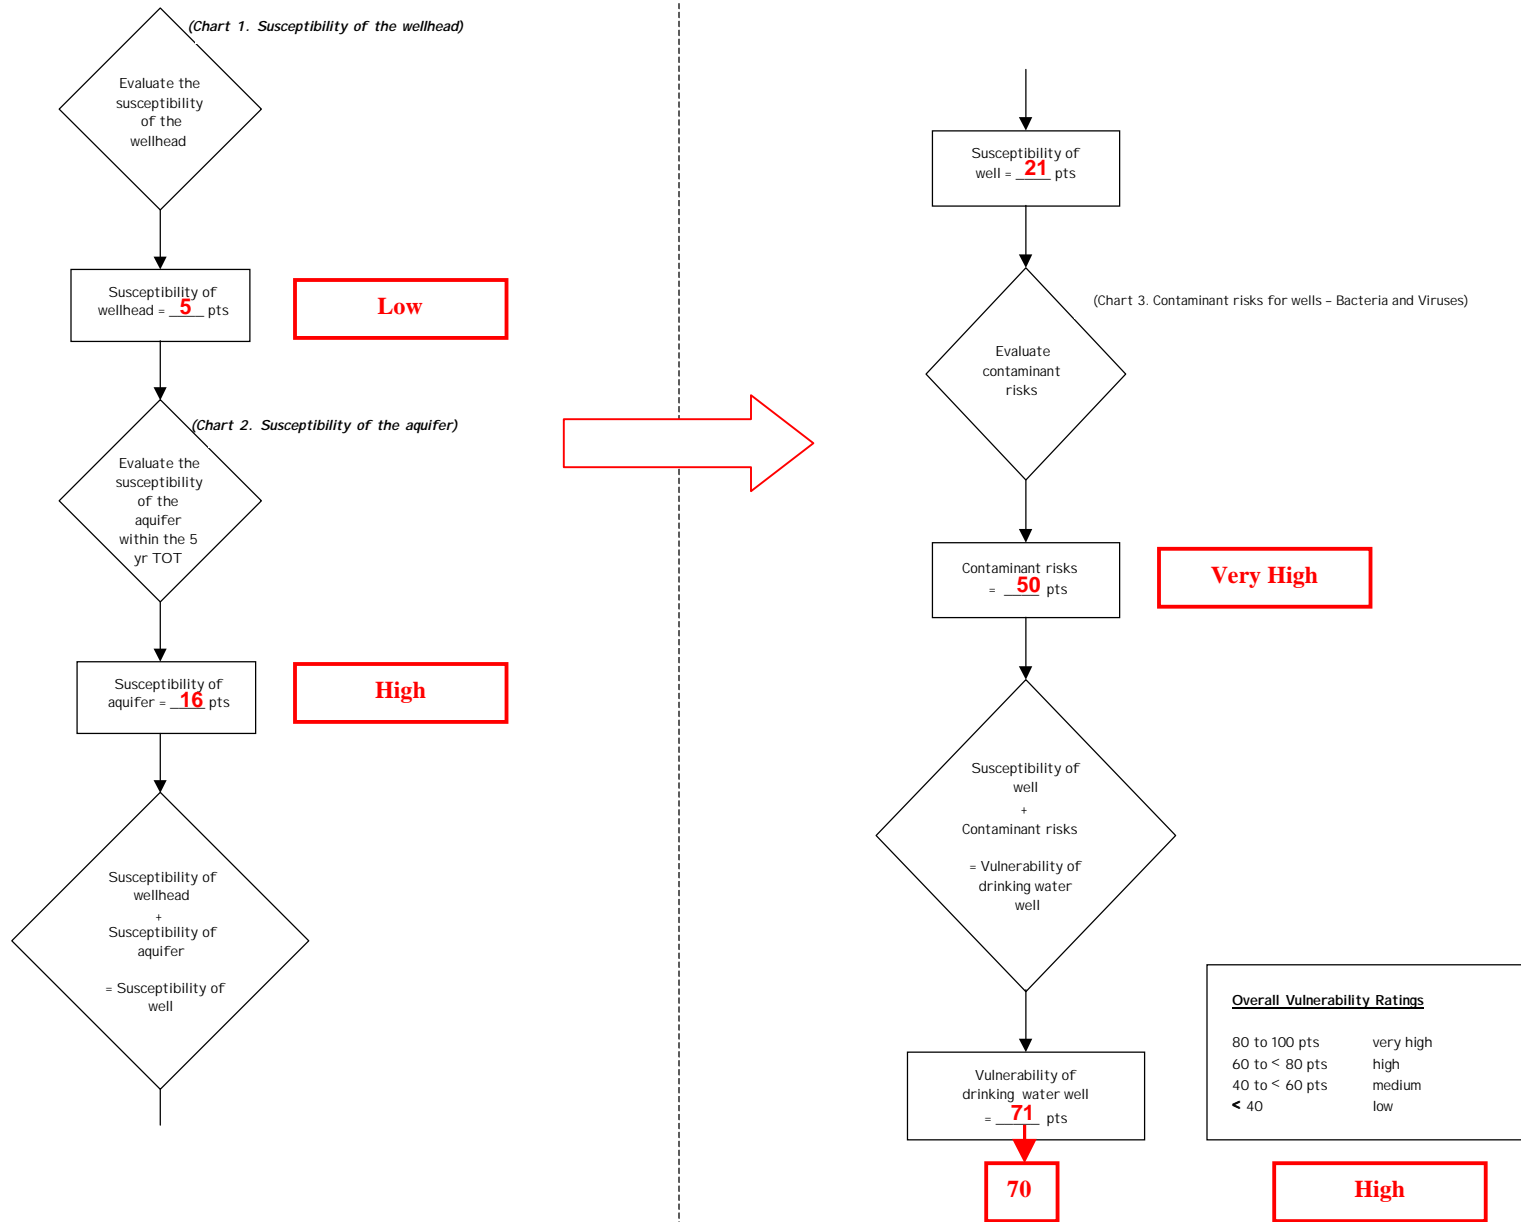 (Chart 1. Susceptibility of the wellhead)
Evaluate the
susceptibility
of the
wellhead
Susceptibility of
wellhead = 5 pts
Low
(Chart 2. Susceptibility of the aquifer)
Evaluate the
susceptibility
of the
aquifer
within the 5
yr TOT
Susceptibility of
aquifer = 16 pts
High
Susceptibility of
wellhead
+
Susceptibility of
aquifer
= Susceptibility of
well
Susceptibility of
well = 21 pts
(Chart 3. Contaminant risks for wells – Bacteria and Viruses)
Evaluate
contaminant
risks
Contaminant risks
= 50 pts
Very High
Susceptibility of
well
+
Contaminant risks
= Vulnerability of
drinking water
well
Vulnerability of
drinking water well
= 71 pts
70
Overall Vulnerability Ratings
80 to 100 pts very high
60 to < 80 pts high
40 to < 60 pts medium
< 40 low
High